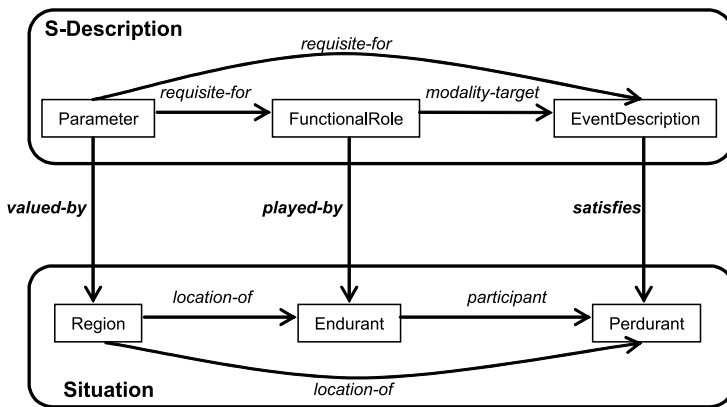 S-Description
requisite-for
requisite-for
modality-target
Parameter
FunctionalRole
EventDescription
valued-by
played-by
satisfies
location-of
participant
Region
Endurant
Perdurant
Situation
location-of